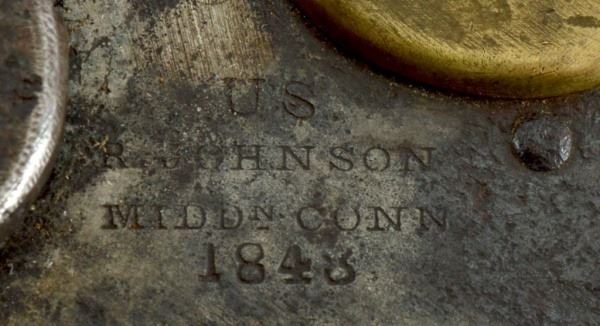 US
R. JOHNSON
MIDDN CONN
1843